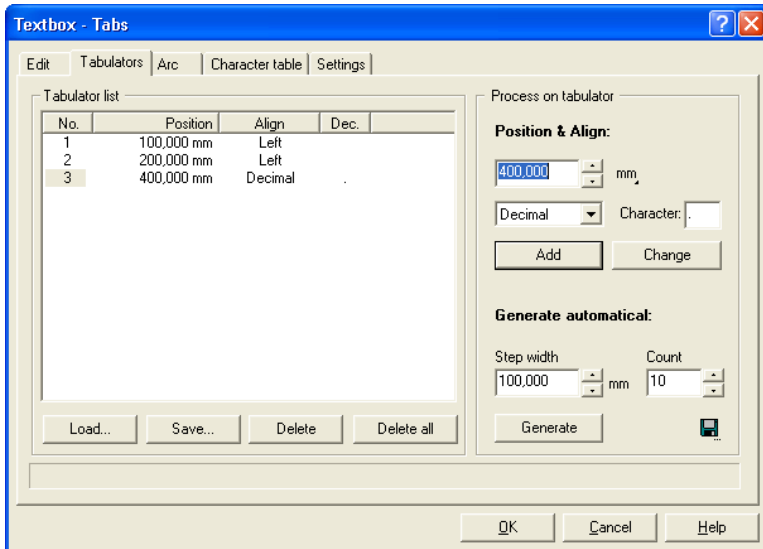 Textbox - Tabs
Edit Tabulators Arc Character table Settings
Tabulator list
No. Position Align Dec.
1 100,000 mm Left
2 200,000 mm Left
3 400,000 mm Decimal .
Load... Save... Delete Delete all
Process on tabulator
Position & Align:
400,000 mm
Decimal Character: .
Add Change
Generate automatical:
Step width Count
100,000 mm 10
Generate
OK Cancel Help